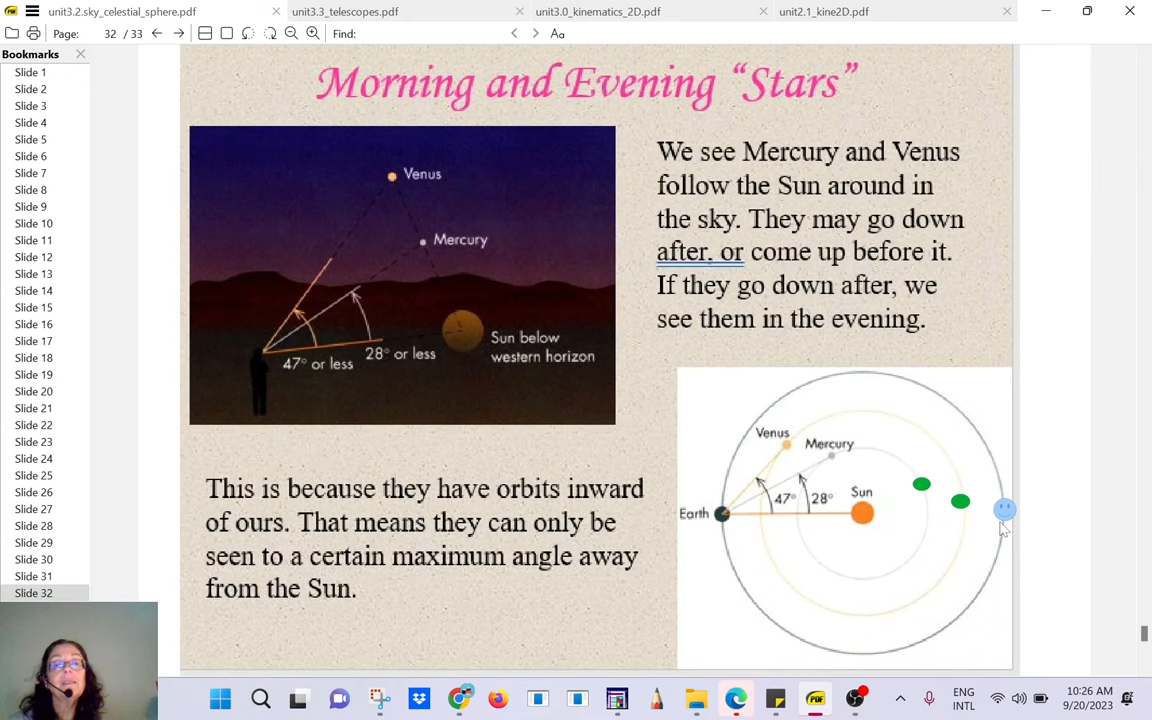 unit3.2.sky_celestial_sphere.pdf
unit3.3_telescopes.pdf
unit3.0_kinematics_2D.pdf
unit2.1_kine2D.pdf
Page: 32 / 33
Find:
Aa
Bookmarks
Slide 1
Slide 2
Slide 3
Slide 4
Slide 5
Slide 6
Slide 7
Slide 8
Slide 9
Slide 10
Slide 11
Slide 12
Slide 13
Slide 14
Slide 15
Slide 16
Slide 17
Slide 18
Slide 19
Slide 20
Slide 21
Slide 22
Slide 23
Slide 24
Slide 25
Slide 26
Slide 27
Slide 28
Slide 29
Slide 30
Slide 31
Slide 32
Morning and Evening “Stars”
Venus
Mercury
Sun below
western horizon
47° or less
28° or less
We see Mercury and Venus
follow the Sun around in
the sky. They may go down
after, or come up before it.
If they go down after, we
see them in the evening.
This is because they have orbits inward
of ours. That means they can only be
seen to a certain maximum angle away
from the Sun.
Venus
Mercury
Sun
47°
28°
Earth
ENG
INTL
10:26 AM
9/20/2023